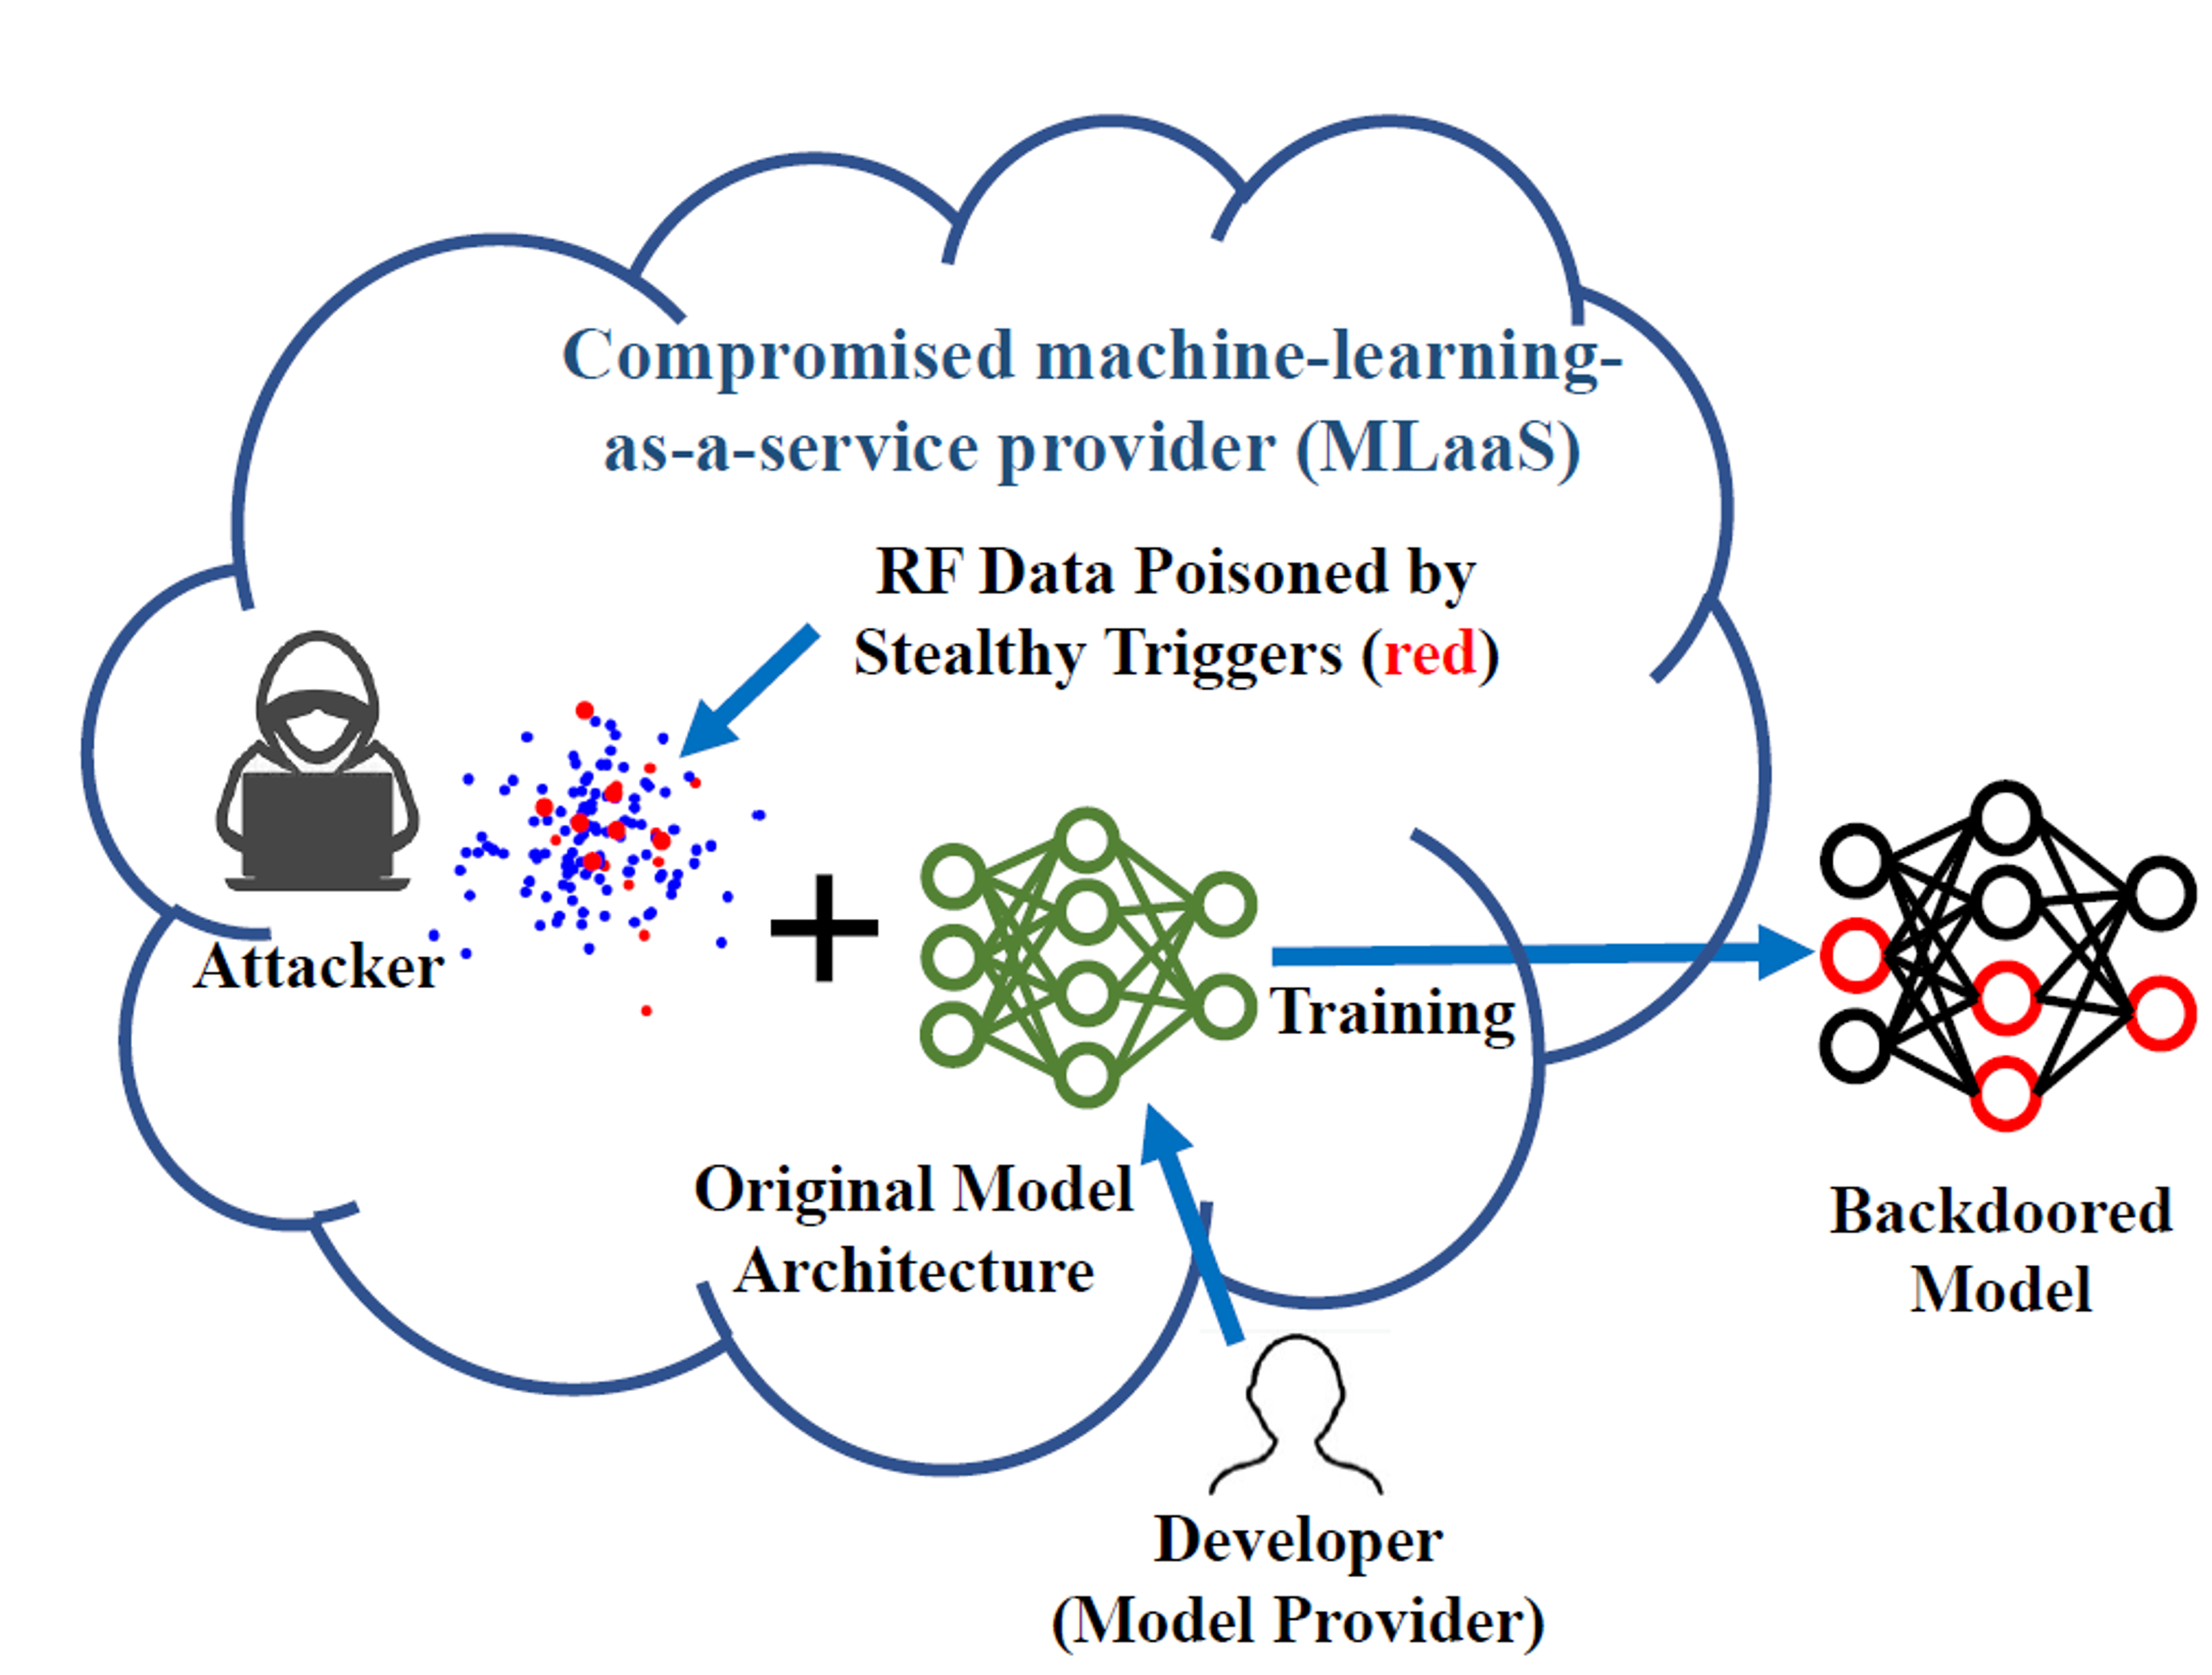 Compromised machine-learning-
as-a-service provider (MLaaS)
RF Data Poisoned by
Stealthy Triggers (red)
Attacker
Training
Original Model
Architecture
Backdoored
Model
Developer
(Model Provider)